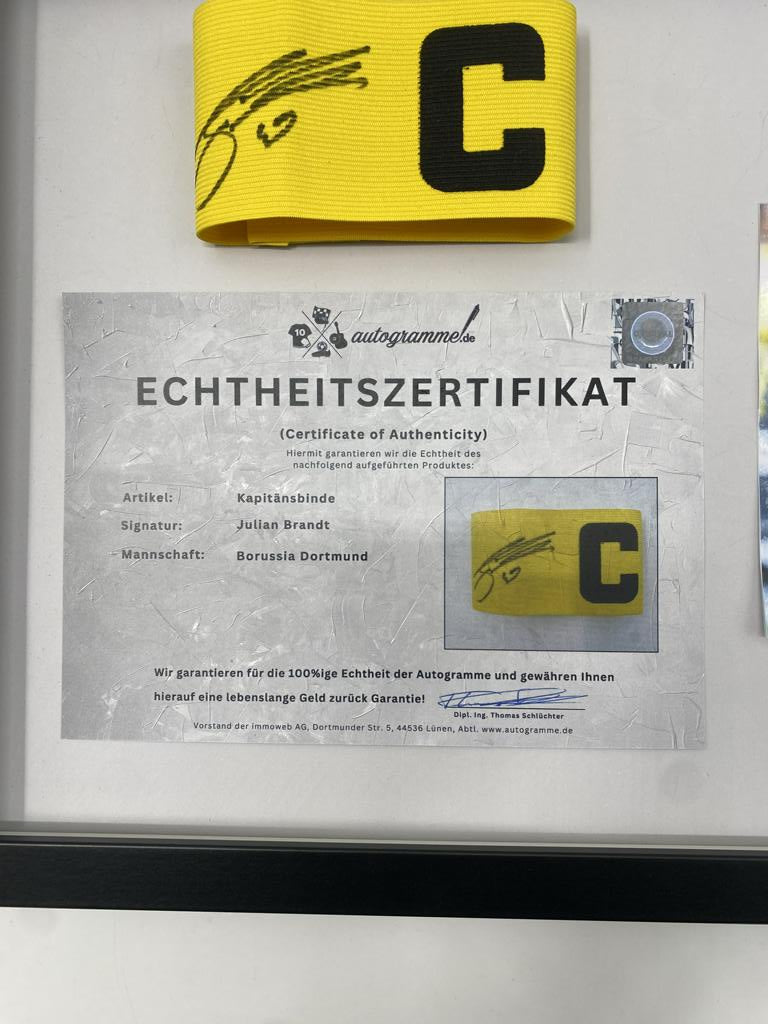 C
10
autogramme!.de
ECHTHEITSZERTIFIKAT
(Certificate of Authenticity)
Hiermit garantieren wir die Echtheit des
nachfolgend aufgeführten Produktes:
Artikel: Kapitänsbinde
Signatur: Julian Brandt
Mannschaft: Borussia Dortmund
C
Wir garantieren für die 100%ige Echtheit der Autogramme und gewähren Ihnen
hierauf eine lebenslange Geld zurück Garantie!
Dipl. Ing. Thomas Schlüchter
Vorstand der immoweb AG, Dortmunder Str. 5, 44536 Lünen, Abtl. www.autogramme.de